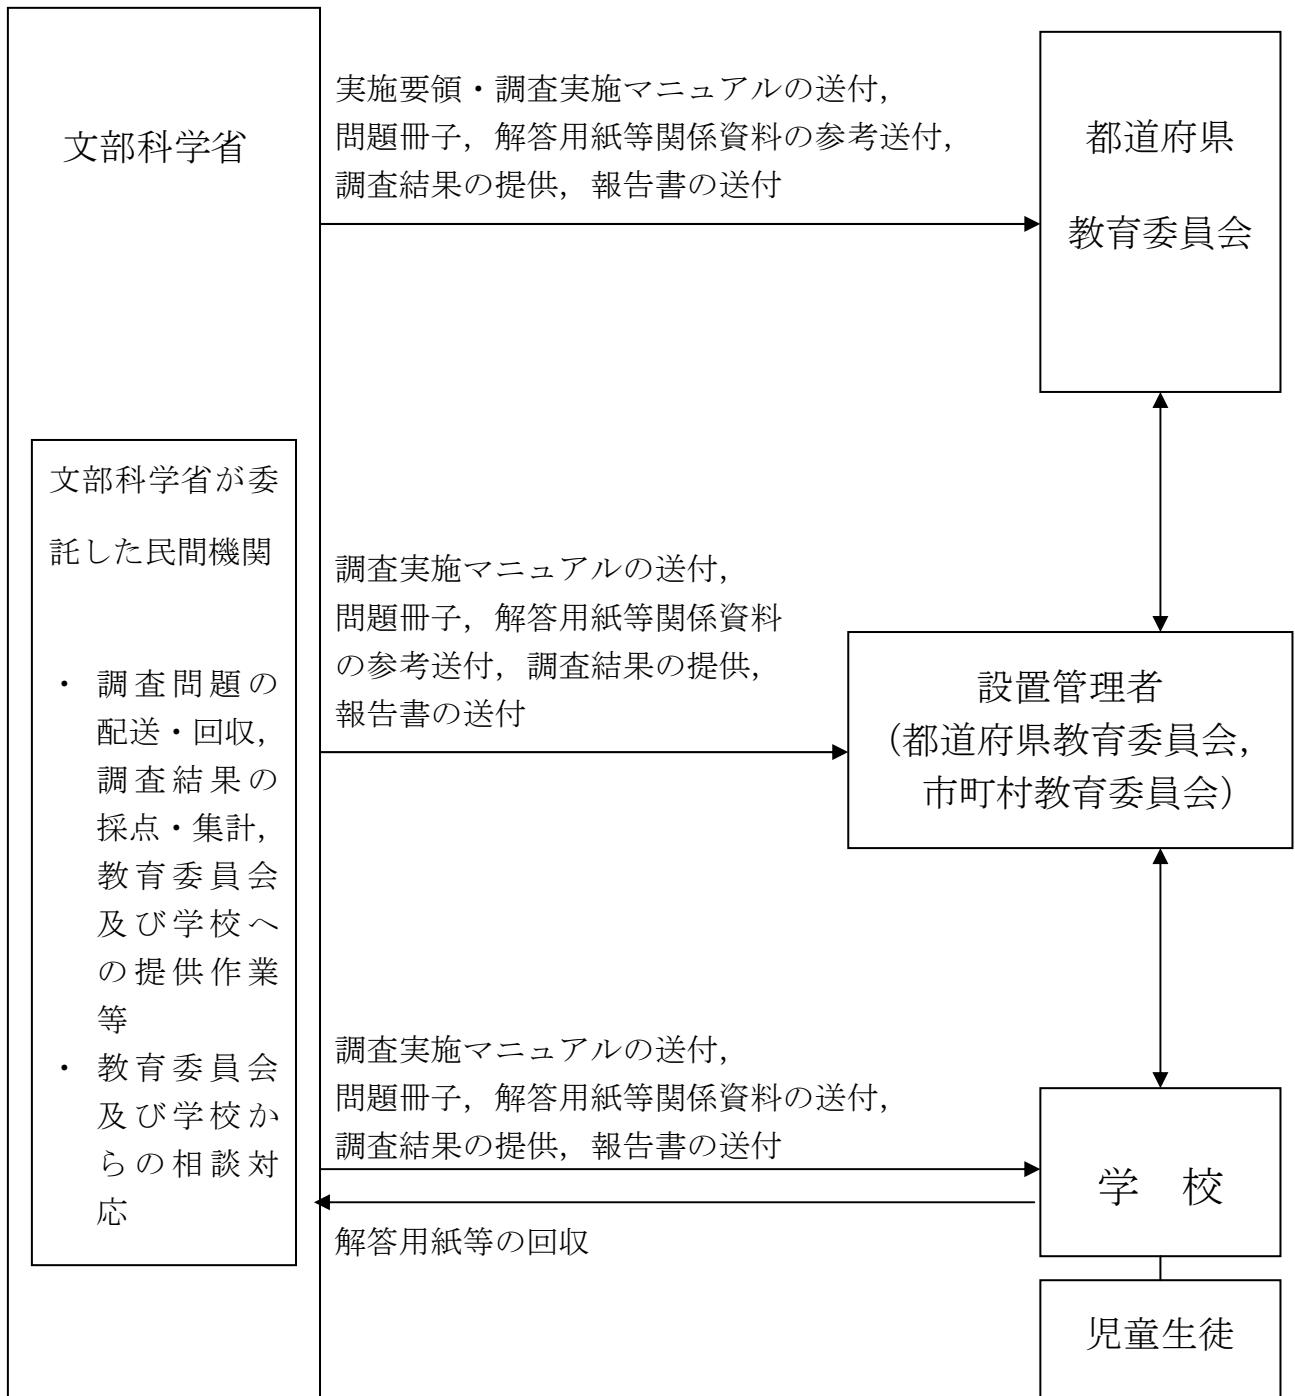 文部科学省
実施要領・調査実施マニュアルの送付，
問題冊子，解答用紙等関係資料の参考送付，
調査結果の提供，報告書の送付
都道府県
教育委員会
文部科学省が委
託した民間機関
・ 調査問題の
配送・回収，
調査結果の
採点・集計，
教育委員会
及び学校へ
の提供作業
等
・ 教育委員会
及び学校か
らの相談対
応
調査実施マニュアルの送付，
問題冊子，解答用紙等関係資料
の参考送付，調査結果の提供，
報告書の送付
設置管理者
（都道府県教育委員会，
市町村教育委員会）
調査実施マニュアルの送付，
問題冊子，解答用紙等関係資料の送付，
調査結果の提供，報告書の送付
解答用紙等の回収
学　校
児童生徒